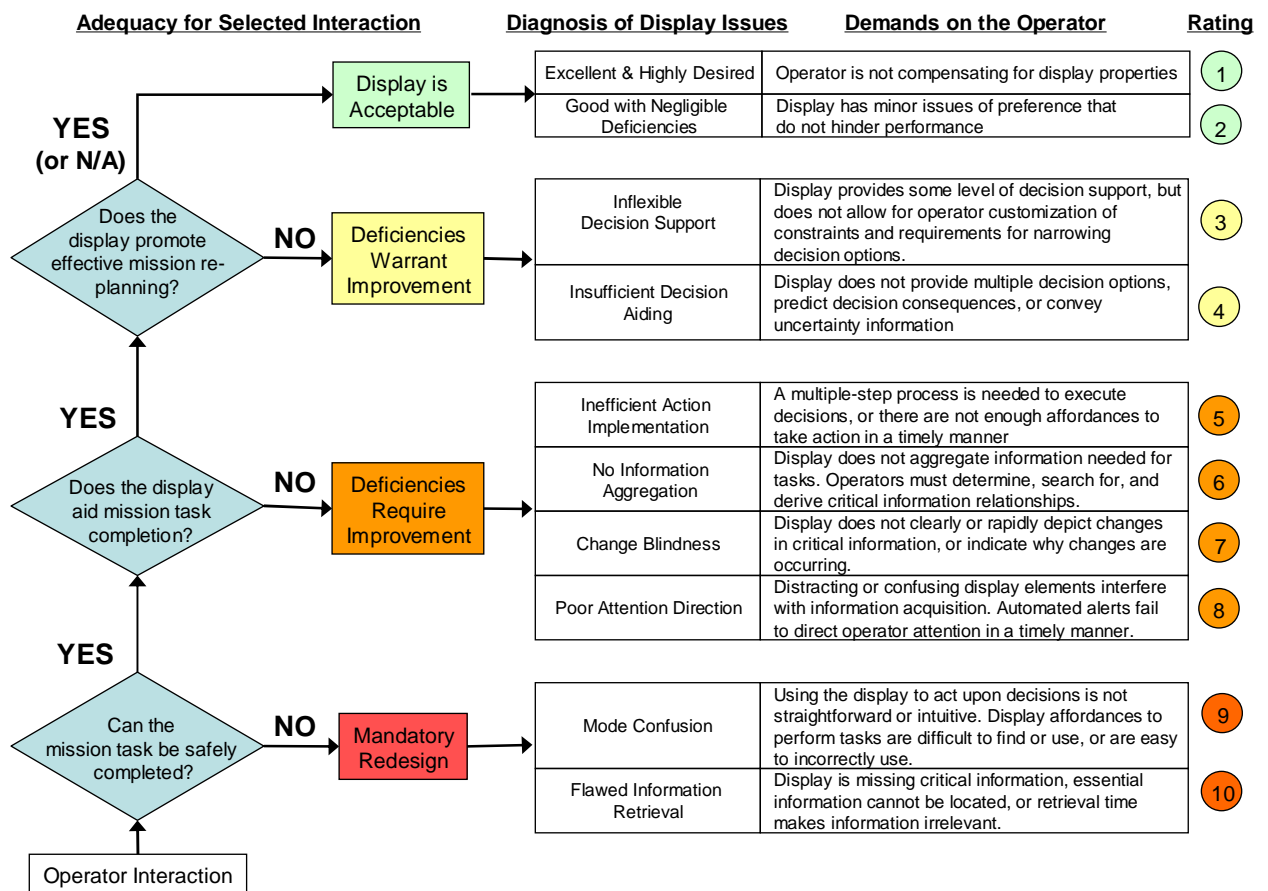 Adequacy for Selected Interaction
Diagnosis of Display Issues
Demands on the Operator
Rating
YES
(or N/A)
Display is
Acceptable
Excellent & Highly Desired
Operator is not compensating for display properties
1
Good with Negligible
Deficiencies
Display has minor issues of preference that
do not hinder performance
2
Does the
display promote
effective mission re-
planning?
NO
Deficiencies
Warrant
Improvement
Inflexible
Decision Support
Display provides some level of decision support, but
does not allow for operator customization of
constraints and requirements for narrowing
decision options.
3
Insufficient Decision
Aiding
Display does not provide multiple decision options,
predict decision consequences, or convey
uncertainty information
4
YES
Does the display
aid mission task
completion?
NO
Deficiencies
Require
Improvement
Inefficient Action
Implementation
A multiple-step process is needed to execute
decisions, or there are not enough affordances to
take action in a timely manner
5
No Information
Aggregation
Display does not aggregate information needed for
tasks. Operators must determine, search for, and
derive critical information relationships.
6
Change Blindness
Display does not clearly or rapidly depict changes
in critical information, or indicate why changes are
occurring.
7
Poor Attention Direction
Distracting or confusing display elements interfere
with information acquisition. Automated alerts fail
to direct operator attention in a timely manner.
8
YES
Can the
mission task be safely
completed?
NO
Mandatory
Redesign
Mode Confusion
Using the display to act upon decisions is not
straightforward or intuitive. Display affordances to
perform tasks are difficult to find or use, or are easy
to incorrectly use.
9
Flawed Information
Retrieval
Display is missing critical information, essential
information cannot be located, or retrieval time
makes information irrelevant.
10
Operator Interaction